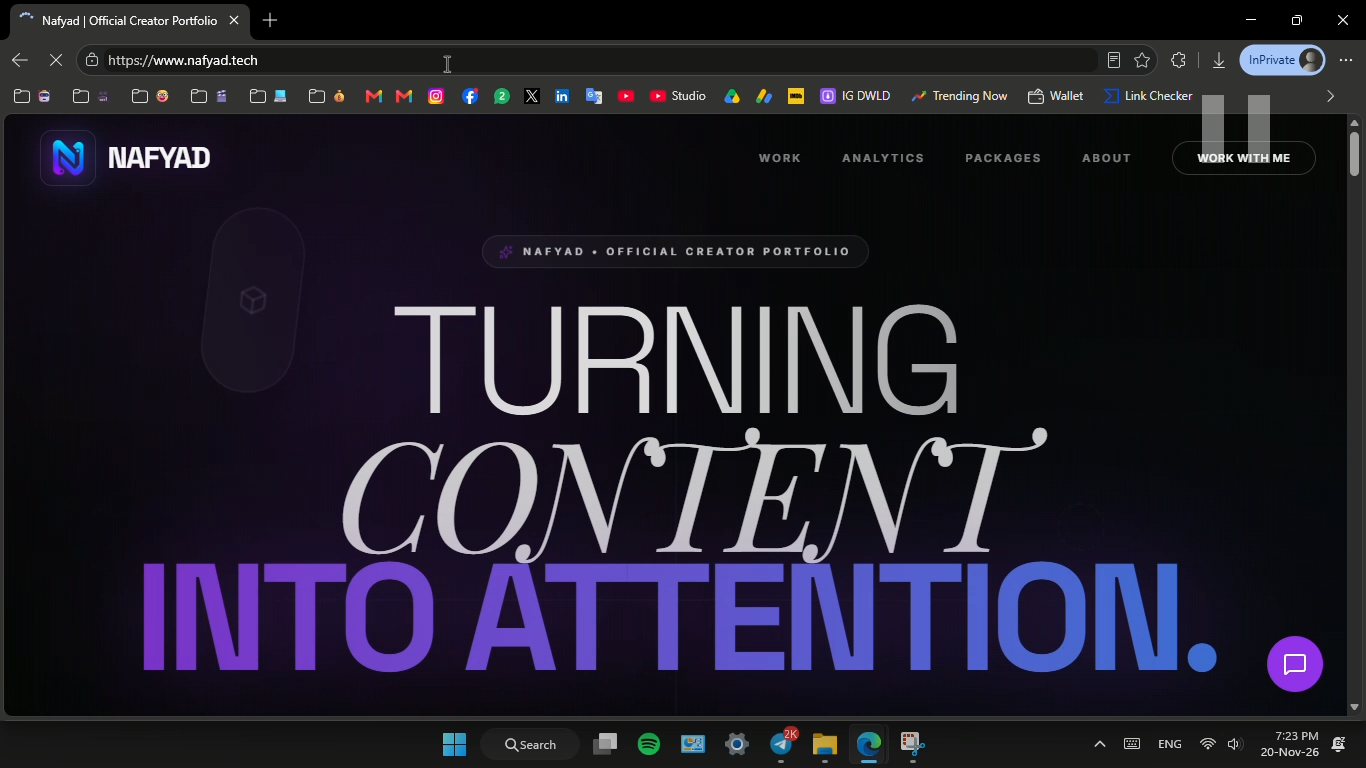 Nafyad | Official Creator Portfolio
https://www.nafyad.tech
InPrivate
2
Studio
IG DWLD
Trending Now
Wallet
Link Checker
NAFYAD
WORK
ANALYTICS
PACKAGES
ABOUT
WORK WITH ME
NAFYAD • OFFICIAL CREATOR PORTFOLIO
TURNING
CONTENT
INTO ATTENTION.
Search
2K
ENG
7:23 PM
20-Nov-26